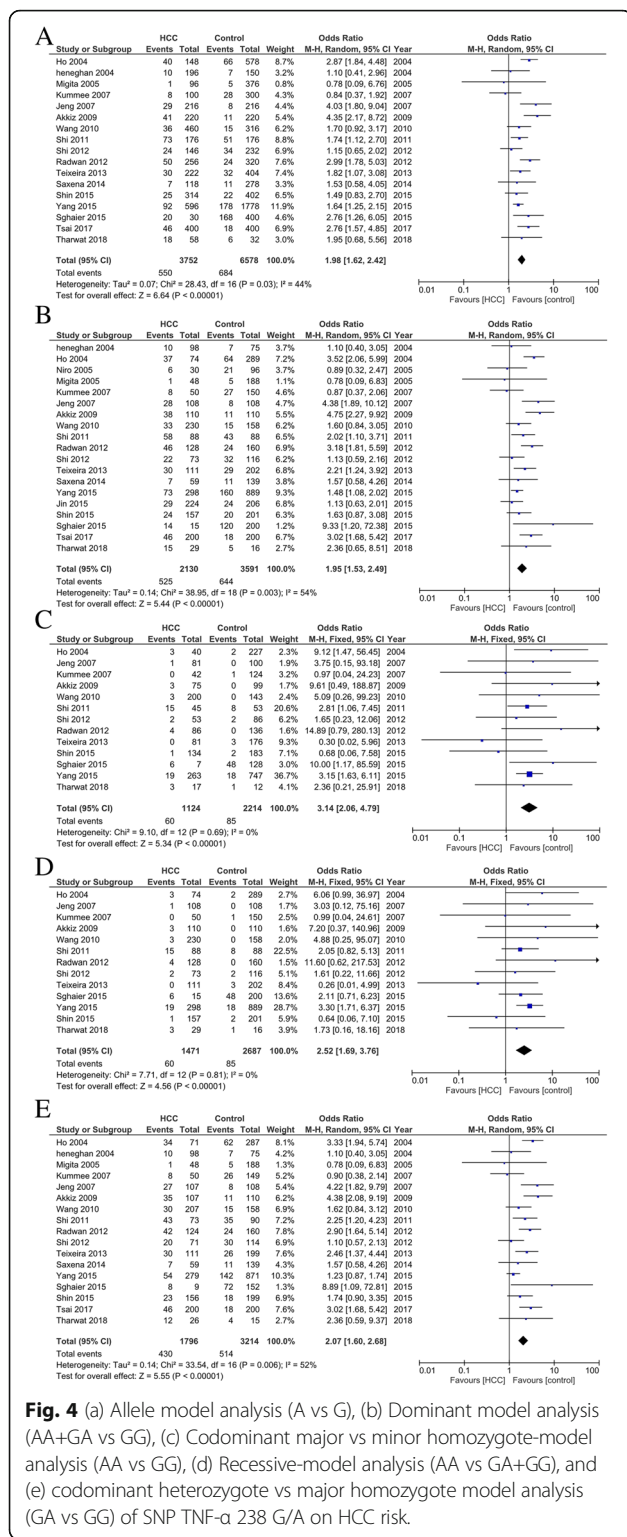 A
HCC Control Odds Ratio Odds Ratio
Study or Subgroup Events Total Events Total Weight M-H, Random, 95% CI Year M-H, Random, 95% CI
Ho 2004 40 148 66 578 8.7% 2.87 [1.84, 4.48] 2004
heneghan 2004 10 196 7 150 3.0% 1.10 [0.41, 2.96] 2004
Migita 2005 1 96 5 376 0.8% 0.78 [0.09, 6.76] 2005
Kummee 2007 8 100 28 300 4.0% 0.84 [0.37, 1.92] 2007
Jeng 2007 29 216 8 216 4.1% 4.03 [1.80, 9.04] 2007
Akkiz 2009 41 220 11 220 5.1% 4.35 [2.17, 8.72] 2009
Wang 2010 36 460 15 316 5.8% 1.70 [0.92, 3.17] 2010
Shi 2011 73 176 51 176 8.9% 1.74 [1.12, 2.70] 2011
Shi 2012 24 146 34 232 6.4% 1.15 [0.65, 2.02] 2012
Radwan 2012 50 256 24 320 7.2% 2.99 [1.78, 5.03] 2012
Teixeira 2013 30 222 32 404 7.0% 1.82 [1.07, 3.08] 2013
Saxena 2014 7 118 11 278 3.0% 1.53 [0.58, 4.05] 2014
Shin 2015 25 314 22 402 6.2% 1.49 [0.83, 2.70] 2015
Yang 2015 92 596 178 1778 15.9% 1.64 [1.25, 2.15] 2015
Sghaier 2015 20 30 168 400 4.3% 2.76 [1.26, 6.05] 2015
Tsai 2017 46 400 18 400 6.7% 2.76 [1.57, 4.85] 2017
Tharwat 2018 18 58 6 32 2.7% 1.95 [0.68, 5.56] 2018
Total (95% CI) 3752 6578 100.0% 1.98 [1.62, 2.42]
Total events 550 684
Heterogeneity: Tau² = 0.07; Chi² = 28.43, df = 16 (P = 0.03); I² = 44%
Test for overall effect: Z = 6.64 (P < 0.00001)
0.01 0.1 1 10 100
Favours [HCC] Favours [control]
B
HCC Control Odds Ratio Odds Ratio
Study or Subgroup Events Total Events Total Weight M-H, Random, 95% CI Year M-H, Random, 95% CI
heneghan 2004 10 98 7 75 3.7% 1.10 [0.40, 3.05] 2004
Ho 2004 37 74 64 289 7.6% 3.52 [2.06, 5.99] 2004
Niro 2005 6 30 21 96 3.7% 0.89 [0.32, 2.47] 2005
Migita 2005 1 48 5 188 1.1% 0.78 [0.09, 6.83] 2005
Kummee 2007 8 50 27 150 4.6% 0.87 [0.37, 2.06] 2007
Jeng 2007 28 108 8 108 4.8% 4.38 [1.89, 10.12] 2007
Akkiz 2009 38 110 11 110 5.5% 4.75 [2.27, 9.92] 2009
Wang 2010 33 230 15 158 6.1% 1.60 [0.84, 3.05] 2010
Shi 2011 58 88 43 88 6.5% 2.02 [1.10, 3.71] 2011
Radwan 2012 46 128 24 160 7.2% 3.18 [1.81, 5.59] 2012
Shi 2012 22 73 32 116 6.2% 1.13 [0.59, 2.16] 2012
Teixeira 2013 30 111 29 202 7.1% 2.21 [1.24, 3.92] 2013
Saxena 2014 7 59 11 139 3.9% 1.57 [0.58, 4.26] 2014
Yang 2015 73 298 160 889 10.0% 1.48 [1.08, 2.02] 2015
Jin 2015 29 224 24 206 6.9% 1.13 [0.63, 2.01] 2015
Shin 2015 24 157 20 201 6.3% 1.63 [0.87, 3.08] 2015
Sghaier 2015 14 15 120 200 1.2% 9.33 [1.20, 72.38] 2015
Tsai 2017 46 200 18 200 6.9% 3.02 [1.68, 5.42] 2017
Tharwat 2018 15 29 5 16 2.6% 2.36 [0.65, 8.51] 2018
Total (95% CI) 2130 3591 100.0% 1.95 [1.53, 2.49]
Total events 525 644
Heterogeneity: Tau² = 0.14; Chi² = 38.95, df = 18 (P = 0.003); I² = 54%
Test for overall effect: Z = 5.44 (P < 0.00001)
0.01 0.1 1 10 100
Favours [HCC] Favours [control]
C
HCC Control Odds Ratio Odds Ratio
Study or Subgroup Events Total Events Total Weight M-H, Fixed, 95% CI Year M-H, Fixed, 95% CI
Ho 2004 3 40 2 227 2.3% 9.12 [1.47, 56.45] 2004
Jeng 2007 1 81 0 100 1.9% 3.75 [0.15, 93.18] 2007
Kummee 2007 0 42 1 124 3.3% 0.97 [0.04, 24.23] 2007
Akkiz 2009 3 75 0 99 1.8% 9.61 [0.49, 188.87] 2009
Wang 2010 3 200 0 143 2.5% 5.09 [0.26, 99.23] 2010
Shi 2011 15 45 8 53 20.6% 2.81 [1.06, 7.45] 2011
Shi 2012 2 53 2 86 6.4% 1.65 [0.23, 12.06] 2012
Radwan 2012 4 86 0 136 1.6% 14.89 [0.79, 280.13] 2012
Teixeira 2013 0 81 3 176 9.6% 0.30 [0.02, 5.96] 2013
Shin 2015 1 134 2 183 7.3% 0.68 [0.06, 7.58] 2015
Sghaier 2015 6 7 48 128 2.9% 10.00 [1.17, 85.59] 2015
Yang 2015 19 263 18 747 36.7% 3.15 [1.63, 6.11] 2015
Tharwat 2018 3 17 1 12 4.2% 2.36 [0.21, 25.91] 2018
Total (95% CI) 1124 2214 100.0% 3.14 [2.06, 4.79]
Total events 60 85
Heterogeneity: Chi² = 9.10, df = 12 (P = 0.69); I² = 0%
Test for overall effect: Z = 5.34 (P < 0.00001)
0.01 0.1 1 10 100
Favours [HCC] Favours [control]
D
HCC Control Odds Ratio Odds Ratio
Study or Subgroup Events Total Events Total Weight M-H, Fixed, 95% CI Year M-H, Fixed, 95% CI
Ho 2004 3 74 2 289 2.7% 6.06 [0.99, 36.97] 2004
Jeng 2007 1 108 0 108 1.7% 3.03 [0.12, 75.16] 2007
Kummee 2007 0 50 1 150 2.5% 0.99 [0.04, 24.61] 2007
Akkiz 2009 3 110 0 110 1.6% 7.20 [0.37, 140.96] 2009
Wang 2010 3 230 0 158 1.9% 4.88 [0.25, 95.07] 2010
Shi 2011 15 88 8 88 22.5% 2.05 [0.82, 5.13] 2011
Radwan 2012 4 128 0 160 1.4% 11.60 [0.62, 217.53] 2012
Shi 2012 2 73 2 116 5.1% 1.61 [0.22, 11.66] 2012
Teixeira 2013 0 111 3 202 8.4% 0.26 [0.01, 4.99] 2013
Sghaier 2015 6 15 48 200 13.6% 2.11 [0.71, 6.23] 2015
Yang 2015 19 298 18 889 28.7% 3.30 [1.71, 6.37] 2015
Shin 2015 1 157 2 201 5.9% 0.64 [0.06, 7.10] 2015
Tharwat 2018 3 29 1 16 3.9% 1.73 [0.16, 18.16] 2018
Total (95% CI) 1471 2687 100.0% 2.52 [1.69, 3.76]
Total events 60 85
Heterogeneity: Chi² = 7.71, df = 12 (P = 0.81); I² = 0%
Test for overall effect: Z = 4.56 (P < 0.00001)
0.01 0.1 1 10 100
Favours [HCC] Favours [control]
E
HCC Control Odds Ratio Odds Ratio
Study or Subgroup Events Total Events Total Weight M-H, Random, 95% CI Year M-H, Random, 95% CI
Ho 2004 34 71 62 287 8.1% 3.33 [1.94, 5.74] 2004
heneghan 2004 10 98 7 75 4.1% 1.10 [0.40, 3.05] 2004
Migita 2005 1 48 5 188 1.2% 0.78 [0.09, 6.83] 2005
Kummee 2007 8 50 26 149 5.1% 0.90 [0.38, 2.14] 2007
Jeng 2007 27 107 8 108 5.3% 4.22 [1.82, 9.79] 2007
Akkiz 2009 35 107 11 110 6.1% 4.38 [2.08, 9.19] 2009
Wang 2010 30 207 15 158 6.7% 1.62 [0.84, 3.12] 2010
Shi 2011 43 73 35 90 7.0% 2.25 [1.20, 4.23] 2011
Radwan 2012 42 124 24 160 7.7% 2.90 [1.64, 5.14] 2012
Shi 2012 20 71 30 114 6.7% 1.10 [0.57, 2.13] 2012
Teixeira 2013 30 111 26 199 7.6% 2.46 [1.37, 4.44] 2013
Saxena 2014 7 59 11 139 4.2% 1.57 [0.58, 4.26] 2014
Yang 2015 54 279 142 871 10.5% 1.23 [0.87, 1.74] 2015
Sghaier 2015 8 9 72 152 1.3% 8.89 [1.09, 72.81] 2015
Shin 2015 23 156 18 199 6.7% 1.74 [0.90, 3.35] 2015
Tsai 2017 46 200 18 200 7.6% 3.02 [1.68, 5.42] 2017
Tharwat 2018 12 26 4 15 2.6% 2.36 [0.59, 9.37] 2018
Total (95% CI) 1796 3214 100.0% 2.07 [1.60, 2.68]
Total events 430 514
Heterogeneity: Tau² = 0.14; Chi² = 33.54, df = 16 (P = 0.006); I² = 52%
Test for overall effect: Z = 5.55 (P < 0.00001)
0.01 0.1 1 10 100
Favours [HCC] Favours [control]
Fig. 4 (a) Allele model analysis (A vs G), (b) Dominant model analysis
(AA+GA vs GG), (c) Codominant major vs minor homozygote-model
analysis (AA vs GG), (d) Recessive-model analysis (AA vs GA+GG), and
(e) codominant heterozygote vs major homozygote model analysis
(GA vs GG) of SNP TNF-α 238 G/A on HCC risk.